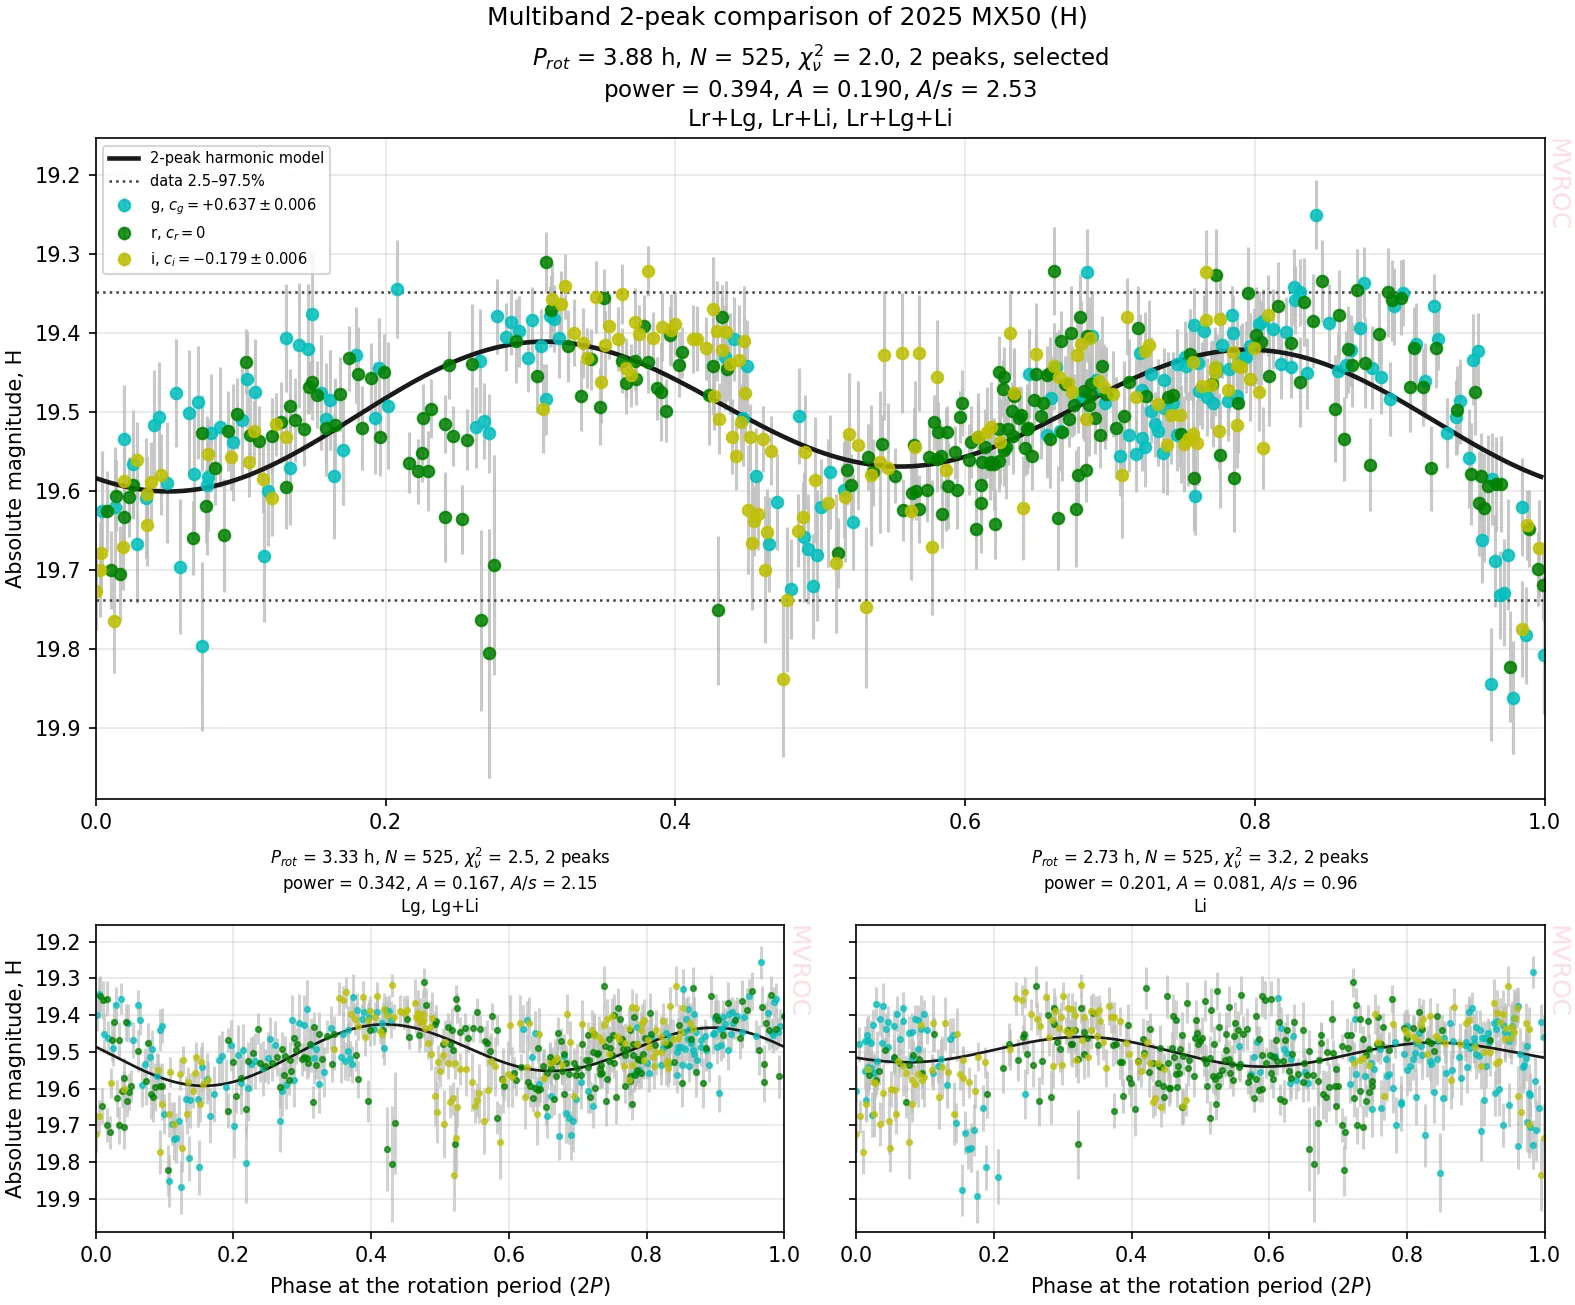 Multiband 2-peak comparison of 2025 MX50 (H)
P_rot = 3.88 h, N = 525, χ²_ν = 2.0, 2 peaks, selected
power = 0.394, A = 0.190, A/s = 2.53
Lr+Lg, Lr+Li, Lr+Lg+Li
2-peak harmonic model
data 2.5–97.5%
g, c_g = +0.637 ± 0.006
r, c_r = 0
i, c_i = −0.179 ± 0.006
MVROC
Absolute magnitude, H
19.2
19.3
19.4
19.5
19.6
19.7
19.8
19.9
0.0 0.2 0.4 0.6 0.8 1.0
P_rot = 3.33 h, N = 525, χ²_ν = 2.5, 2 peaks
power = 0.342, A = 0.167, A/s = 2.15
Lg, Lg+Li
MVROC
Absolute magnitude, H
19.2
19.3
19.4
19.5
19.6
19.7
19.8
19.9
0.0 0.2 0.4 0.6 0.8 1.0
Phase at the rotation period (2P)
P_rot = 2.73 h, N = 525, χ²_ν = 3.2, 2 peaks
power = 0.201, A = 0.081, A/s = 0.96
Li
MVROC
0.0 0.2 0.4 0.6 0.8 1.0
Phase at the rotation period (2P)